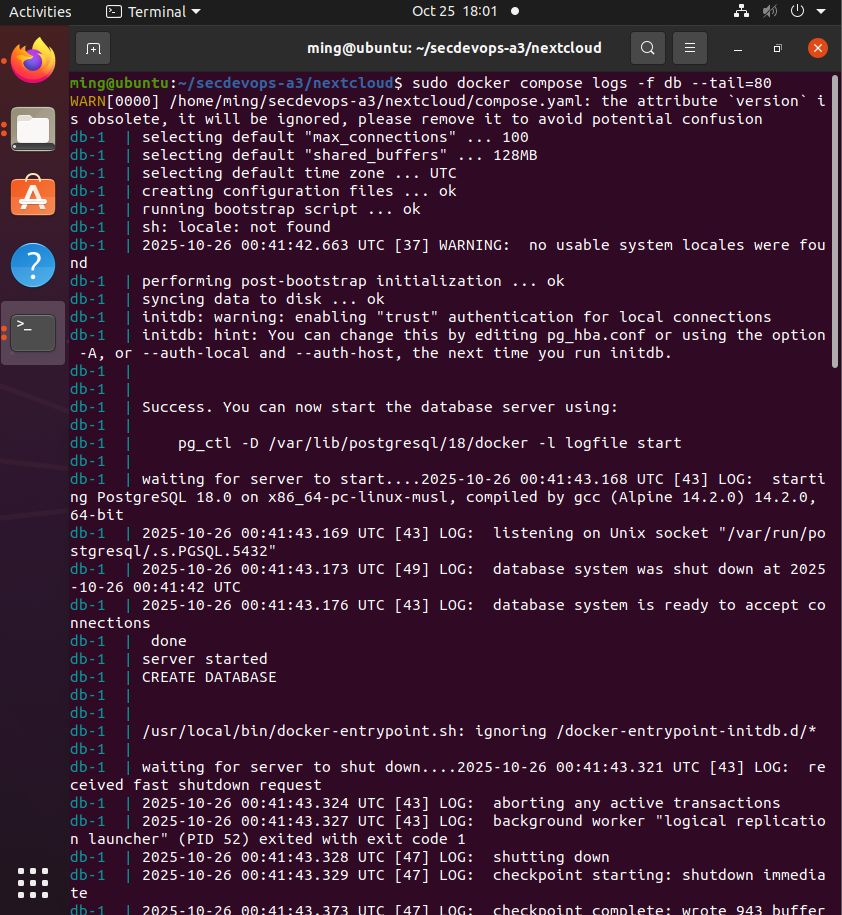 Activities
Terminal
Oct 25 18:01
ming@ubuntu: ~/secdevops-a3/nextcloud
ming@ubuntu:~/secdevops-a3/nextcloud$ sudo docker compose logs -f db --tail=80
WARN[0000] /home/ming/secdevops-a3/nextcloud/compose.yaml: the attribute `version` i
s obsolete, it will be ignored, please remove it to avoid potential confusion
db-1  | selecting default "max_connections" ... 100
db-1  | selecting default "shared_buffers" ... 128MB
db-1  | selecting default time zone ... UTC
db-1  | creating configuration files ... ok
db-1  | running bootstrap script ... ok
db-1  | sh: locale: not found
db-1  | 2025-10-26 00:41:42.663 UTC [37] WARNING:  no usable system locales were fou
nd
db-1  | performing post-bootstrap initialization ... ok
db-1  | syncing data to disk ... ok
db-1  | initdb: warning: enabling "trust" authentication for local connections
db-1  | initdb: hint: You can change this by editing pg_hba.conf or using the option
 -A, or --auth-local and --auth-host, the next time you run initdb.
db-1  |
db-1  |
db-1  | Success. You can now start the database server using:
db-1  |
db-1  |     pg_ctl -D /var/lib/postgresql/18/docker -l logfile start
db-1  |
db-1  | waiting for server to start....2025-10-26 00:41:43.168 UTC [43] LOG:  starti
ng PostgreSQL 18.0 on x86_64-pc-linux-musl, compiled by gcc (Alpine 14.2.0) 14.2.0,
64-bit
db-1  | 2025-10-26 00:41:43.169 UTC [43] LOG:  listening on Unix socket "/var/run/po
stgresql/.s.PGSQL.5432"
db-1  | 2025-10-26 00:41:43.173 UTC [49] LOG:  database system was shut down at 2025
-10-26 00:41:42 UTC
db-1  | 2025-10-26 00:41:43.176 UTC [43] LOG:  database system is ready to accept co
nnections
db-1  |  done
db-1  | server started
db-1  | CREATE DATABASE
db-1  |
db-1  |
db-1  | /usr/local/bin/docker-entrypoint.sh: ignoring /docker-entrypoint-initdb.d/*
db-1  |
db-1  | waiting for server to shut down....2025-10-26 00:41:43.321 UTC [43] LOG:  re
ceived fast shutdown request
db-1  | 2025-10-26 00:41:43.324 UTC [43] LOG:  aborting any active transactions
db-1  | 2025-10-26 00:41:43.327 UTC [43] LOG:  background worker "logical replicatio
n launcher" (PID 52) exited with exit code 1
db-1  | 2025-10-26 00:41:43.328 UTC [47] LOG:  shutting down
db-1  | 2025-10-26 00:41:43.329 UTC [47] LOG:  checkpoint starting: shutdown immedia
te
db-1  | 2025-10-26 00:41:43.373 UTC [47] LOG:  checkpoint complete: wrote 943 buffer